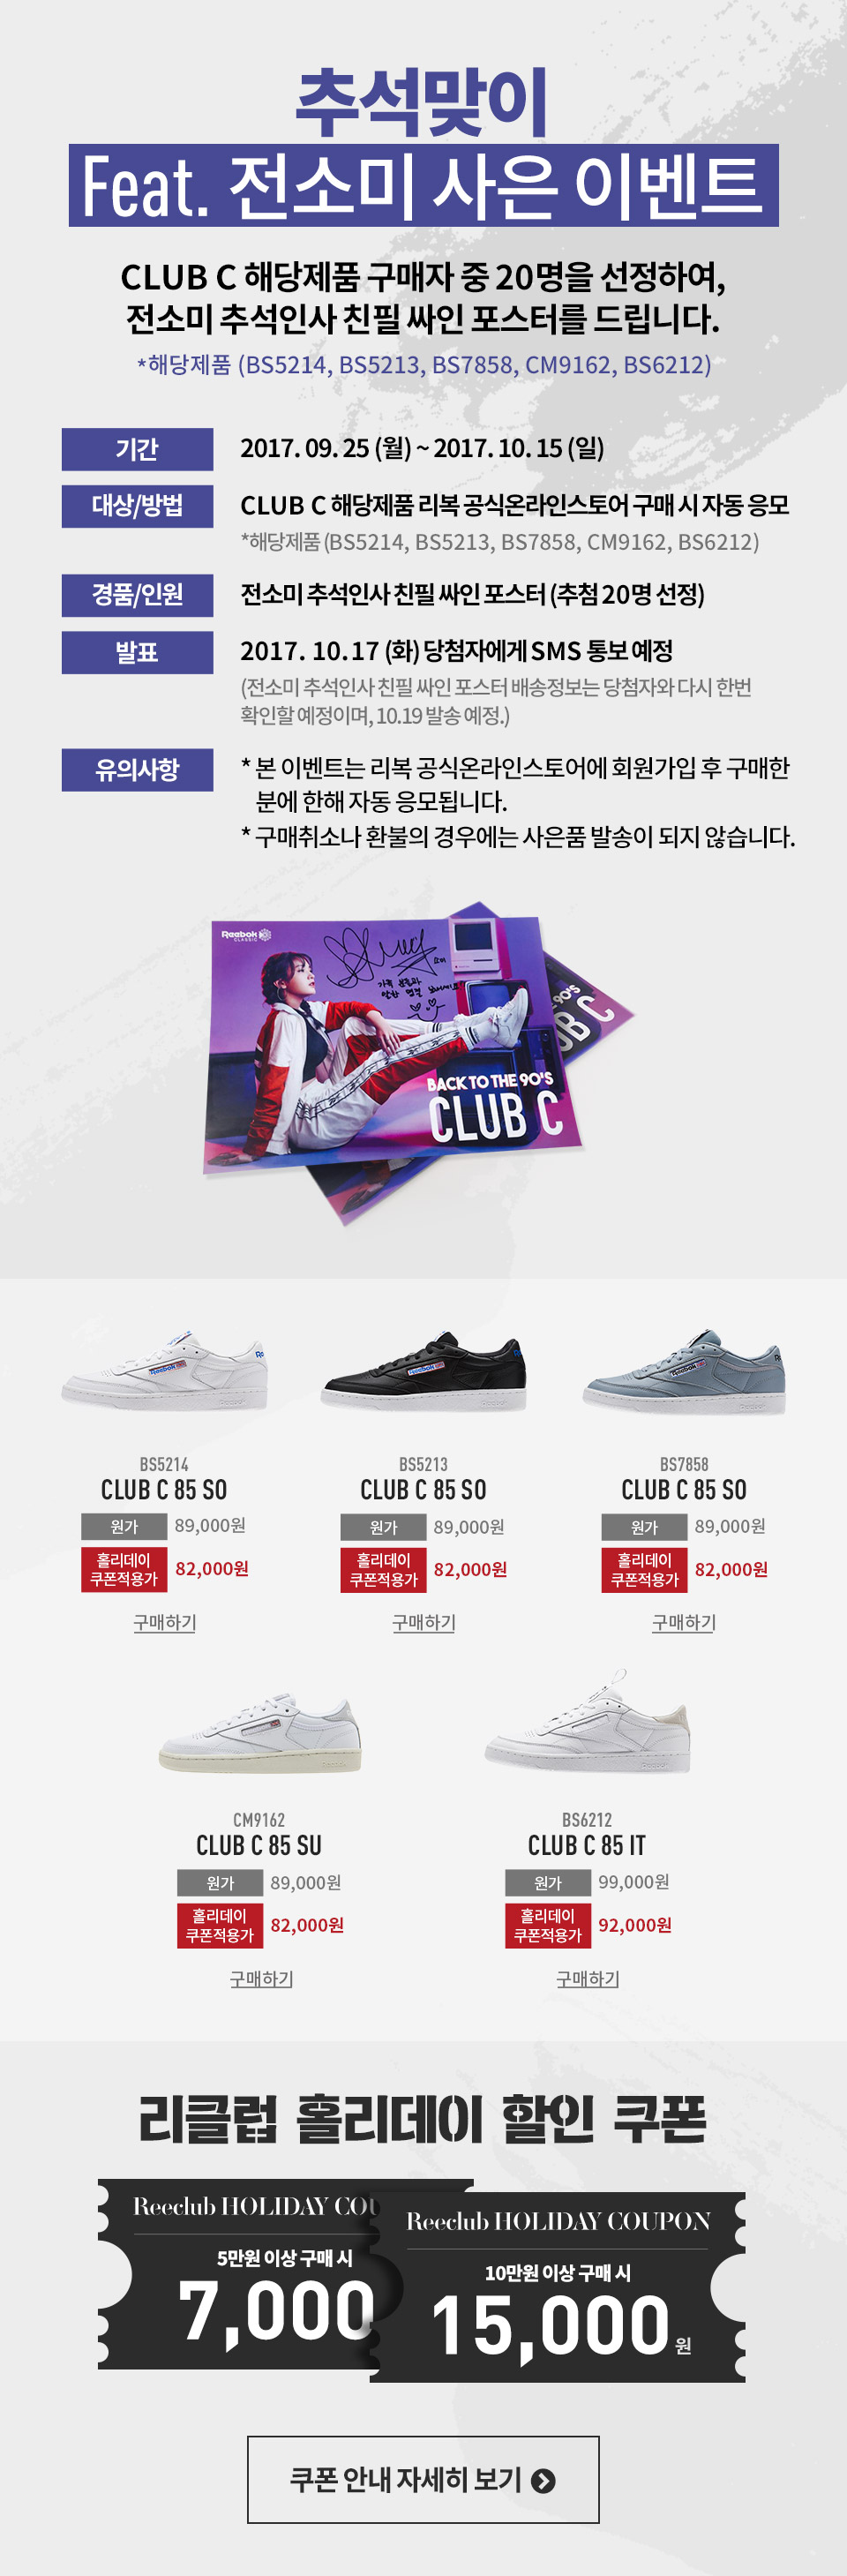 추석맞이
Feat. 전소미 사은 이벤트
CLUB C 해당제품 구매자 중 20명을 선정하여,
전소미 추석인사 친필 싸인 포스터를 드립니다.
*해당제품 (BS5214, BS5213, BS7858, CM9162, BS6212)
기간
2017. 09. 25 (월) ~ 2017. 10. 15 (일)
대상/방법
CLUB C 해당제품 리복 공식온라인스토어 구매 시 자동 응모
*해당제품 (BS5214, BS5213, BS7858, CM9162, BS6212)
경품/인원
전소미 추석인사 친필 싸인 포스터 (추첨 20명 선정)
발표
2017. 10. 17 (화) 당첨자에게 SMS 통보 예정
(전소미 추석인사 친필 싸인 포스터 배송정보는 당첨자와 다시 한번
확인할 예정이며, 10.19 발송 예정.)
유의사항
* 본 이벤트는 리복 공식온라인스토어에 회원가입 후 구매한
분에 한해 자동 응모됩니다.
* 구매취소나 환불의 경우에는 사은품 발송이 되지 않습니다.
Reebok
CLASSIC
BACK TO THE 90'S
CLUB C
90'S
UB C
BS5214
CLUB C 85 SO
원가 89,000원
홀리데이
쿠폰적용가 82,000원
구매하기
BS5213
CLUB C 85 SO
원가 89,000원
홀리데이
쿠폰적용가 82,000원
구매하기
BS7858
CLUB C 85 SO
원가 89,000원
홀리데이
쿠폰적용가 82,000원
구매하기
CM9162
CLUB C 85 SU
원가 89,000원
홀리데이
쿠폰적용가 82,000원
구매하기
BS6212
CLUB C 85 IT
원가 99,000원
홀리데이
쿠폰적용가 92,000원
구매하기
리클럽 홀리데이 할인 쿠폰
Reeclub HOLIDAY COU
5만원 이상 구매 시
7,000
Reeclub HOLIDAY COUPON
10만원 이상 구매 시
15,000 원
쿠폰 안내 자세히 보기